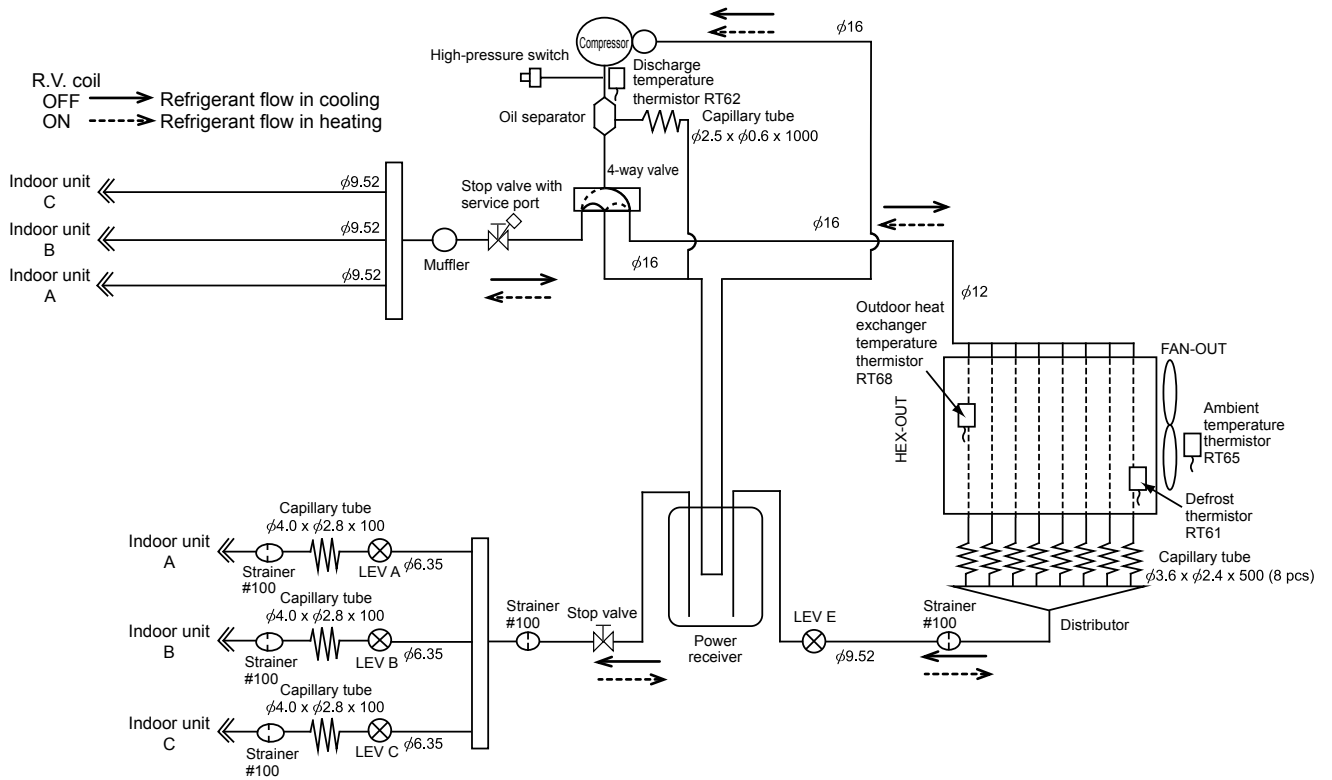 Compressor
ϕ16
High-pressure switch
Discharge
temperature
thermistor RT62
R.V. coil
OFF Refrigerant flow in cooling
ON Refrigerant flow in heating
Oil separator
Capillary tube
ϕ2.5 x ϕ0.6 x 1000
4-way valve
Indoor unit
C
ϕ9.52
Stop valve with
service port
Indoor unit
B
ϕ9.52
ϕ16
Muffler
ϕ16
Indoor unit
A
ϕ9.52
ϕ12
Outdoor heat
exchanger
temperature
thermistor
RT68
FAN-OUT
HEX-OUT
Ambient
temperature
thermistor
RT65
Defrost
thermistor
RT61
Capillary tube
ϕ3.6 x ϕ2.4 x 500 (8 pcs)
Distributor
Capillary tube
ϕ4.0 x ϕ2.8 x 100
Indoor unit
A
Strainer
#100
LEV A
ϕ6.35
Capillary tube
ϕ4.0 x ϕ2.8 x 100
Indoor unit
B
Strainer
#100
LEV B
ϕ6.35
Strainer
#100
Stop valve
Power
receiver
LEV E
ϕ9.52
Strainer
#100
Capillary tube
ϕ4.0 x ϕ2.8 x 100
Indoor unit
C
Strainer
#100
LEV C
ϕ6.35